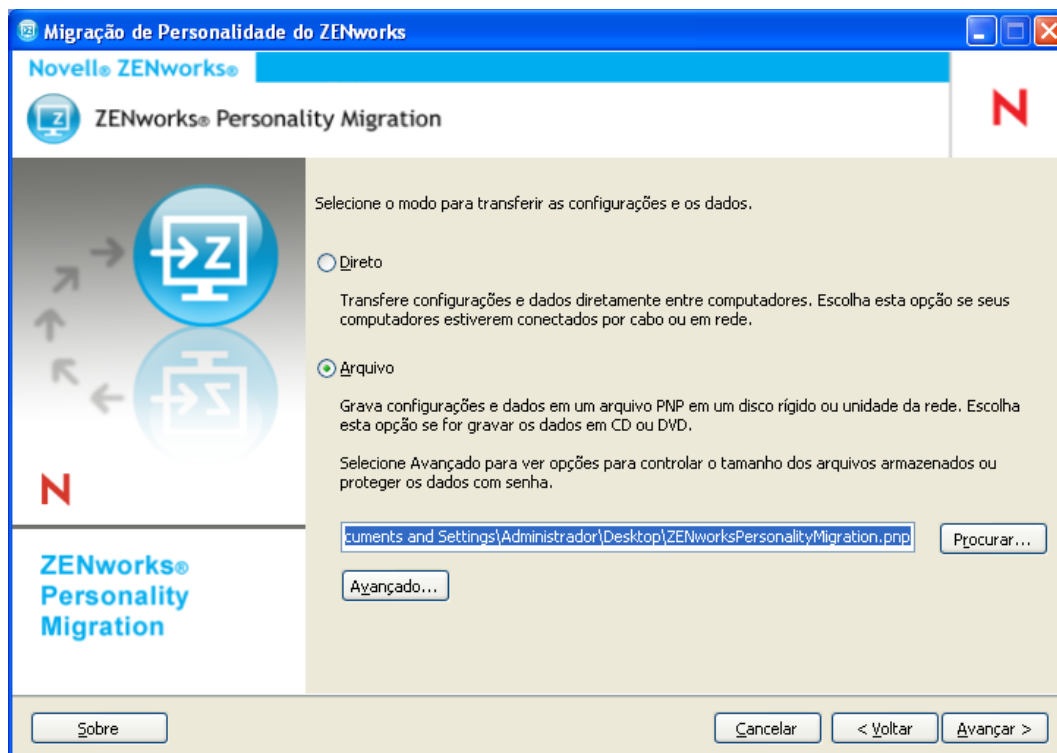 Migração de Personalidade do ZENworks
Novell® ZENworks®
ZENworks® Personality Migration
N
Selecione o modo para transferir as configurações e os dados.
Direto
Transfere configurações e dados diretamente entre computadores. Escolha esta opção se seus
computadores estiverem conectados por cabo ou em rede.
Arquivo
Grava configurações e dados em um arquivo PNP em um disco rígido ou unidade da rede. Escolha
esta opção se for gravar os dados em CD ou DVD.
Selecione Avançado para ver opções para controlar o tamanho dos arquivos armazenados ou
proteger os dados com senha.
cuments and Settings\Administrador\Desktop\ZENworksPersonalityMigration.pnp
Procurar...
Avançado...
Z
N
ZENworks®
Personality
Migration
Sobre
Cancelar
< Voltar
Avançar >